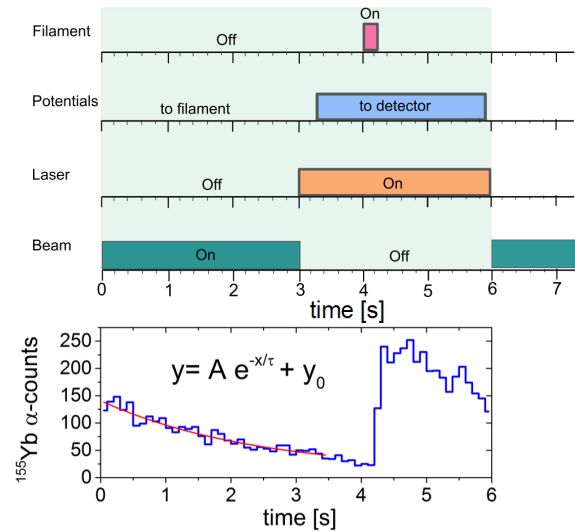 Filament
Off
On
Potentials
to filament
to detector
Laser
Off
On
Beam
On
Off
0 1 2 3 4 5 6 7
time [s]
¹⁵⁵Yb α-counts
250
200
150
100
50
0
y= A e^{-x/τ} + y₀
0 1 2 3 4 5 6
time [s]